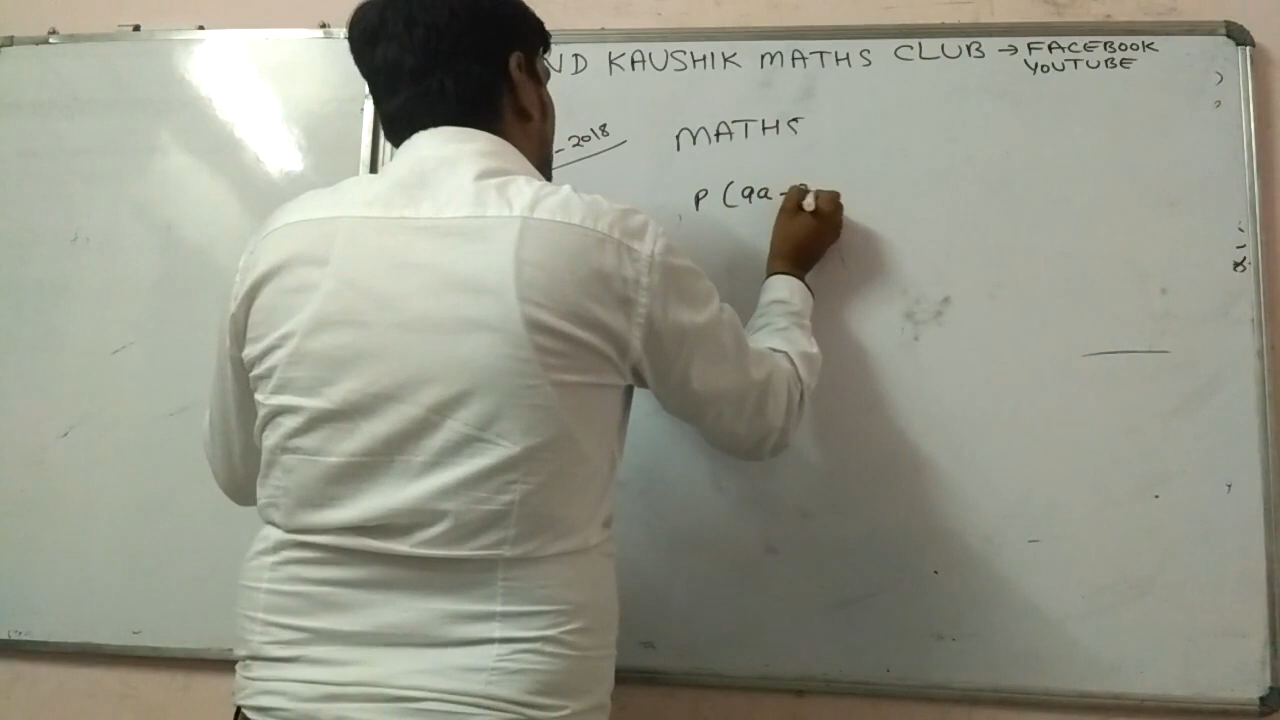 KAUSHIK MATHS CLUB → FACEBOOK
YOUTUBE
- 2018
MATHS
P (9a -